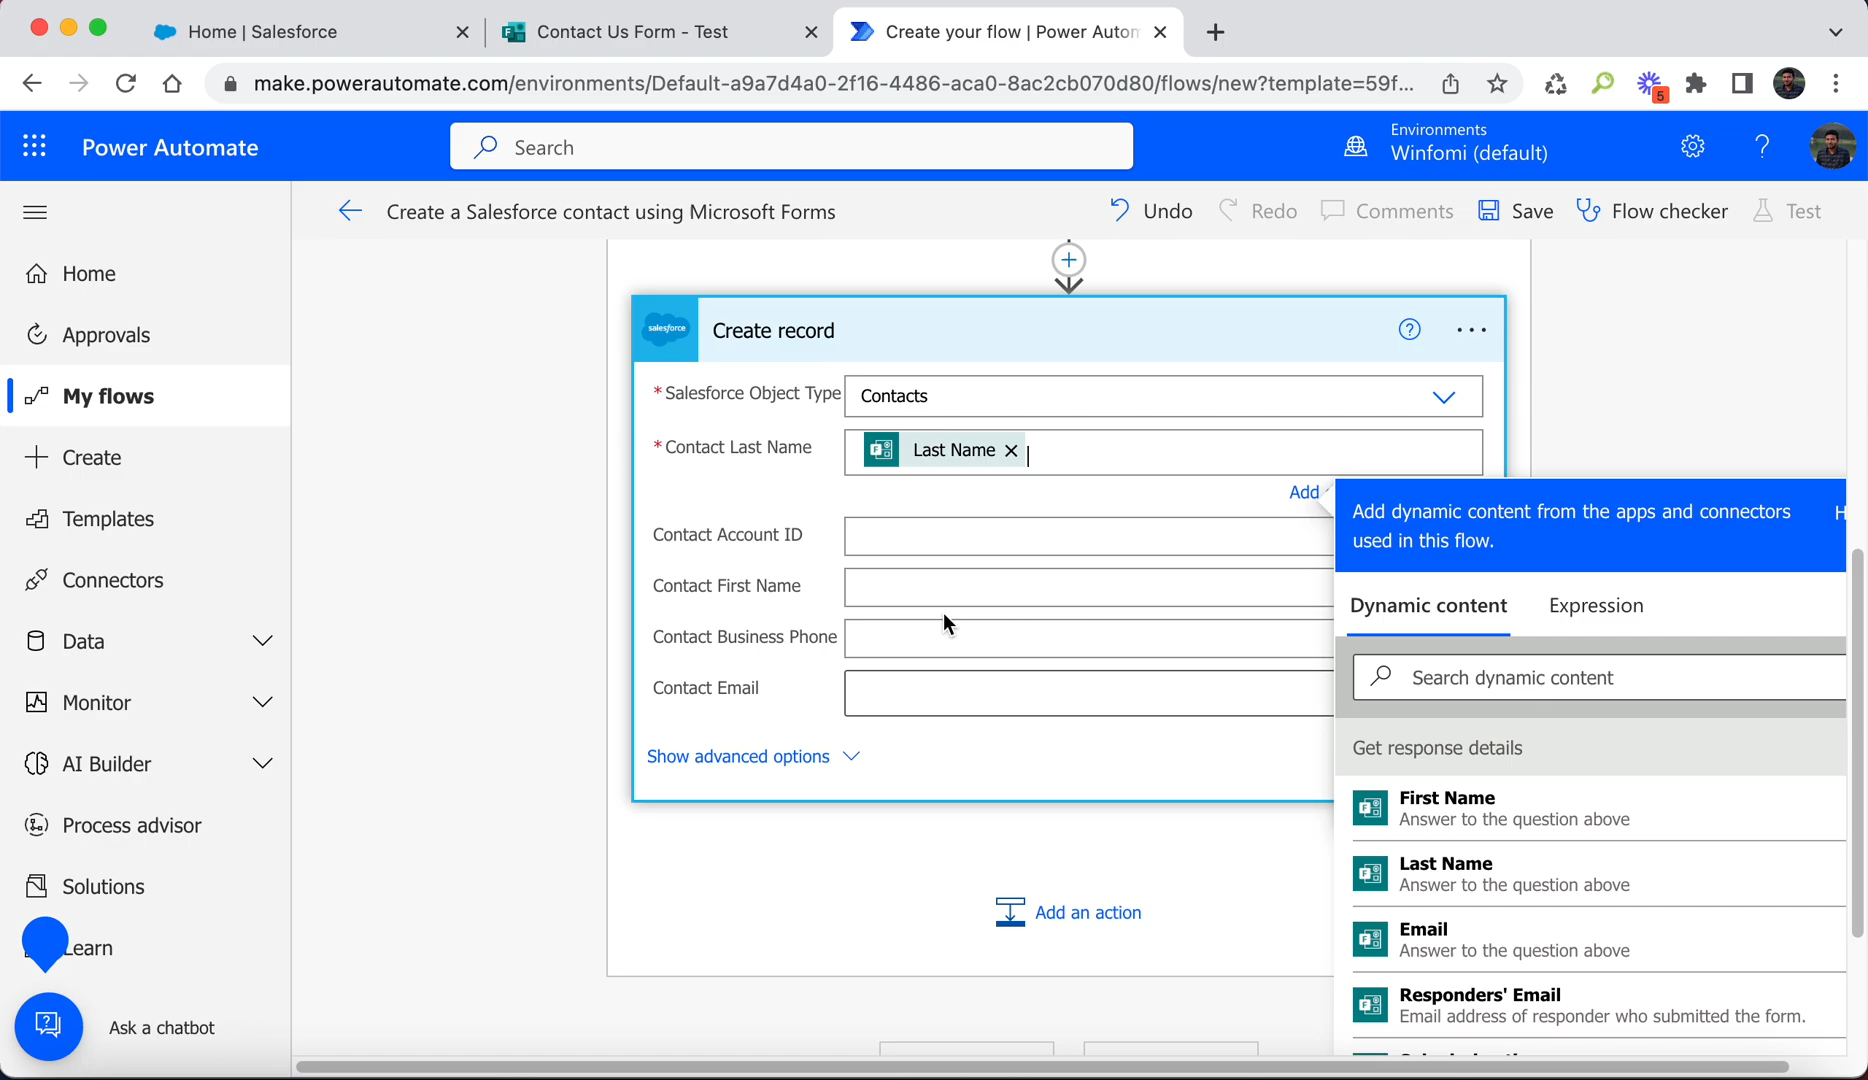 Home | Salesforce
Contact Us Form - Test
Create your flow | Power Autom
make.powerautomate.com/environments/Default-a9a7d4a0-2f16-4486-aca0-8ac2cb070d80/flows/new?template=59f...
5
Power Automate
Search
Environments
Winfomi (default)
Create a Salesforce contact using Microsoft Forms
Undo
Redo
Comments
Save
Flow checker
Test
Home
Approvals
My flows
Create
Templates
Connectors
Data
Monitor
AI Builder
Process advisor
Solutions
Learn
Ask a chatbot
salesforce
Create record
* Salesforce Object Type
Contacts
* Contact Last Name
Last Name
Add
Contact Account ID
Contact First Name
Contact Business Phone
Contact Email
Show advanced options
Add an action
Add dynamic content from the apps and connectors
used in this flow.
H
Dynamic content
Expression
Search dynamic content
Get response details
First Name
Answer to the question above
Last Name
Answer to the question above
Email
Answer to the question above
Responders' Email
Email address of responder who submitted the form.